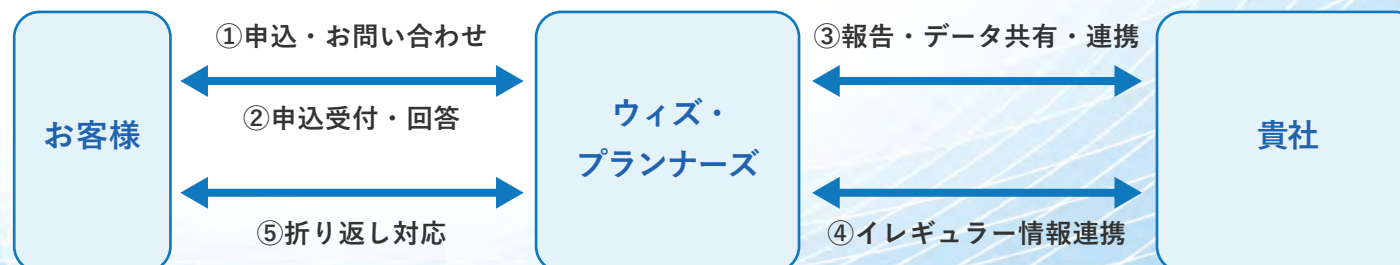 ①申込・お問い合わせ
②申込受付・回答
⑤折り返し対応
お客様
ウィズ・
プランナーズ
③報告・データ共有・連携
④イレギュラー情報連携
貴社